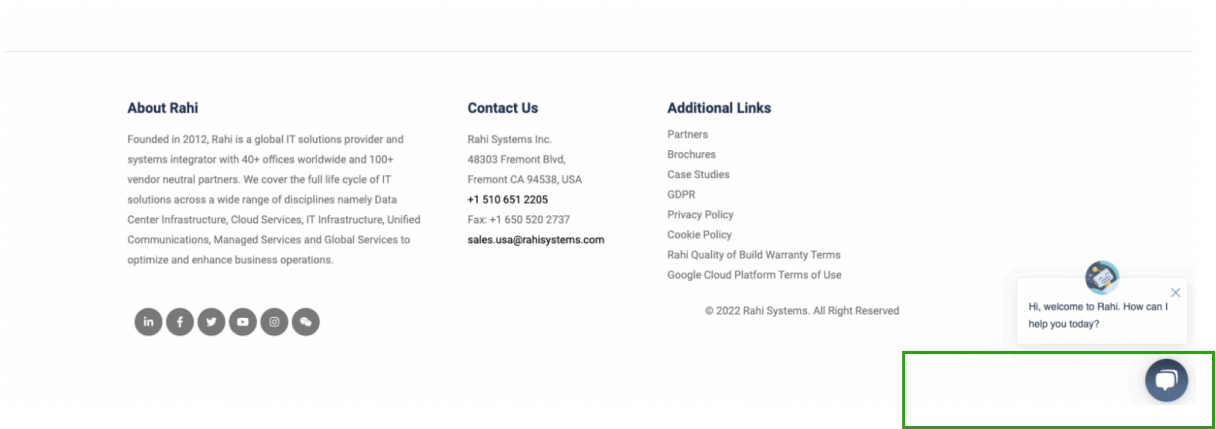 About Rahi
Founded in 2012, Rahi is a global IT solutions provider and
systems integrator with 40+ offices worldwide and 100+
vendor neutral partners. We cover the full life cycle of IT
solutions across a wide range of disciplines namely Data
Center Infrastructure, Cloud Services, IT Infrastructure, Unified
Communications, Managed Services and Global Services to
optimize and enhance business operations.
Contact Us
Rahi Systems Inc.
48303 Fremont Blvd,
Fremont CA 94538, USA
+1 510 651 2205
Fax: +1 650 520 2737
sales.usa@rahisystems.com
Additional Links
Partners
Brochures
Case Studies
GDPR
Privacy Policy
Cookie Policy
Rahi Quality of Build Warranty Terms
Google Cloud Platform Terms of Use
© 2022 Rahi Systems. All Right Reserved
Hi, welcome to Rahi. How can I
help you today?